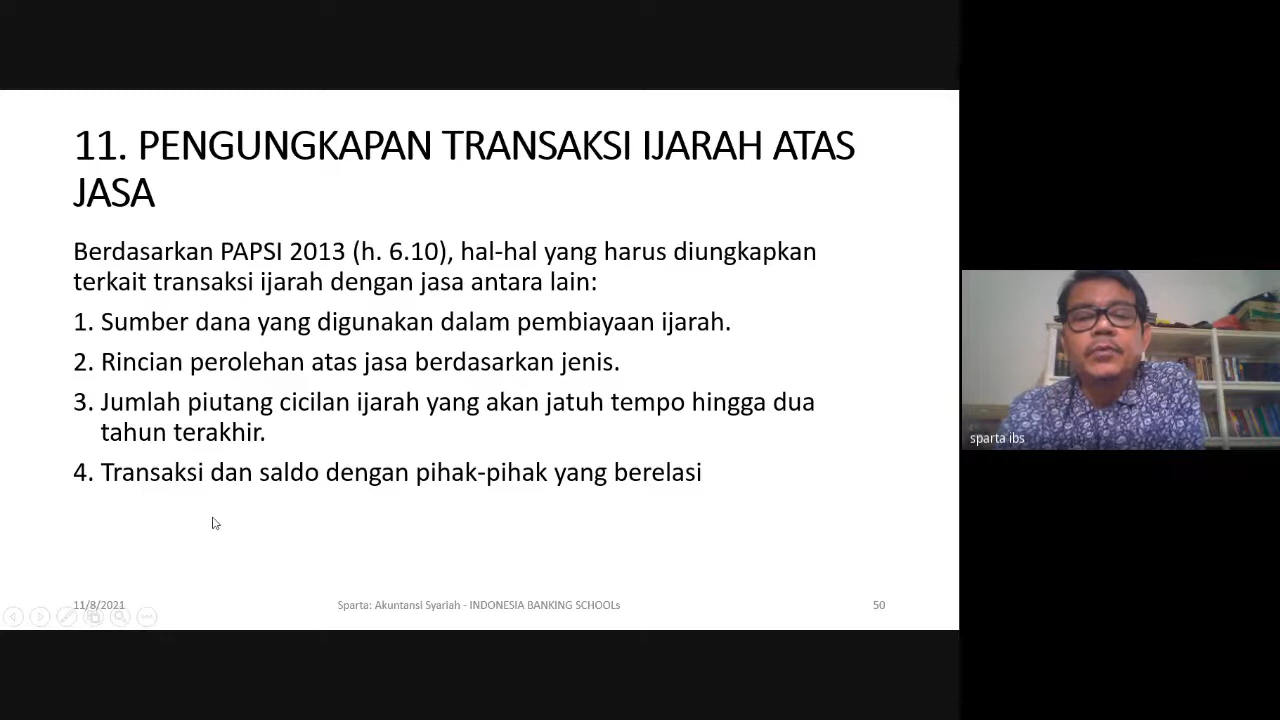 11. PENGUNGKAPAN TRANSAKSI IJARAH ATAS
JASA
Berdasarkan PAPSI 2013 (h. 6.10), hal-hal yang harus diungkapkan
terkait transaksi ijarah dengan jasa antara lain:
1. Sumber dana yang digunakan dalam pembiayaan ijarah.
2. Rincian perolehan atas jasa berdasarkan jenis.
3. Jumlah piutang cicilan ijarah yang akan jatuh tempo hingga dua
tahun terakhir.
4. Transaksi dan saldo dengan pihak-pihak yang berelasi
11/8/2021
Sparta: Akuntansi Syariah - INDONESIA BANKING SCHOOLs
50
sparta ibs